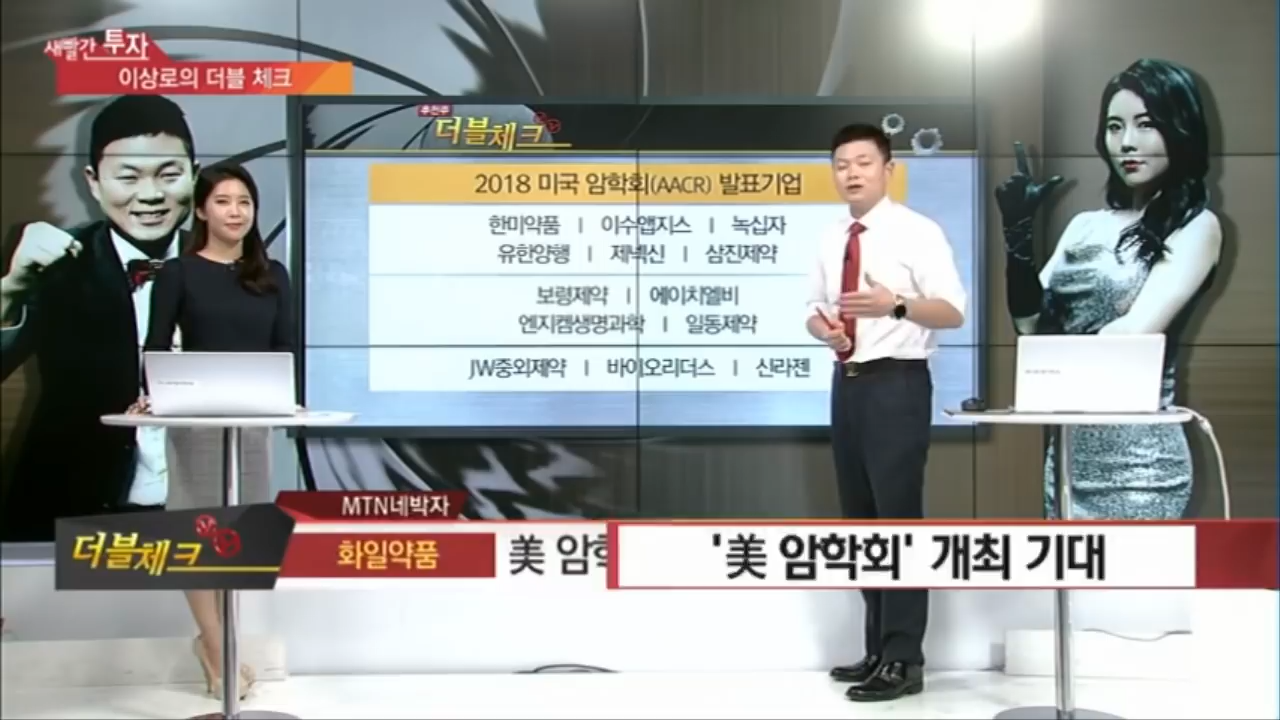 새빨간 투자
이상로의 더블 체크
추천주
더블체크
2018 미국 암학회(AACR) 발표기업
한미약품 | 이수앱지스 | 녹십자
유한양행 | 제넥신 | 삼진제약
보령제약 | 에이치엘비
엔지켐생명과학 | 일동제약
JW중외제약 | 바이오리더스 | 신라젠
MTN네박자
더블체크
화일약품
美 암학
'美 암학회' 개최 기대